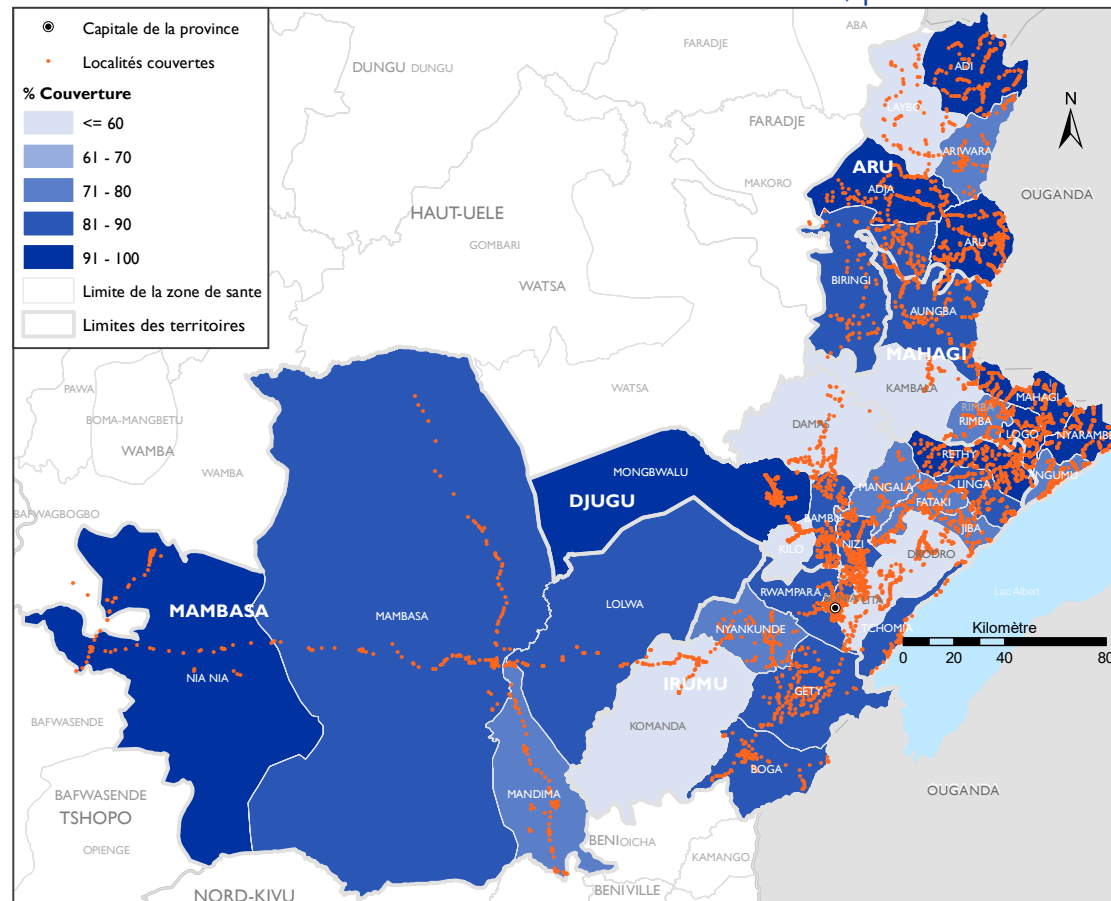 Capitale de la province
Localités couvertes
% Couverture
<= 60
61 - 70
71 - 80
81 - 90
91 - 100
Limite de la zone de sante
Limites des territoires
ABA
FARADJE
DUNGU DUNGU
ADI
LAYBO
N
FARADJE
ARIWARA
ARU
MAKORO
ADJA
OUGANDA
HAUT-UELE
GOMBARI
ARU
WATSA
BIRINGI
AUNGBA
MAHAGI
PAWA
WATSA
KAMBALA
MAHAGI
BOMA-MANGBETU
RIMBA
RIMBA
DAMAS
LOGO
NYARAMBE
WAMBA
WAMBA
RETHY
MONGBWALU
ANGUMU
MANGALA
LINGA
DJUGU
FATAKI
BAFWAGBOGBO
BAMBU
JIBA
NIZI
KILO
DRODRO
RWAMPARA
Lac Albert
LITA
LOLWA
MAMBASA
MAMBASA
NYANKUNDE
TCHOMIA
Kilomètre
0 20 40 80
NIA NIA
IRUMU
GETY
BAFWASENDE
KOMANDA
BOGA
OUGANDA
MANDIMA
BAFWASENDE
TSHOPO
BENI OICHA
OPIENGE
KAMANGO
NORD-KIVU
BENI VILLE